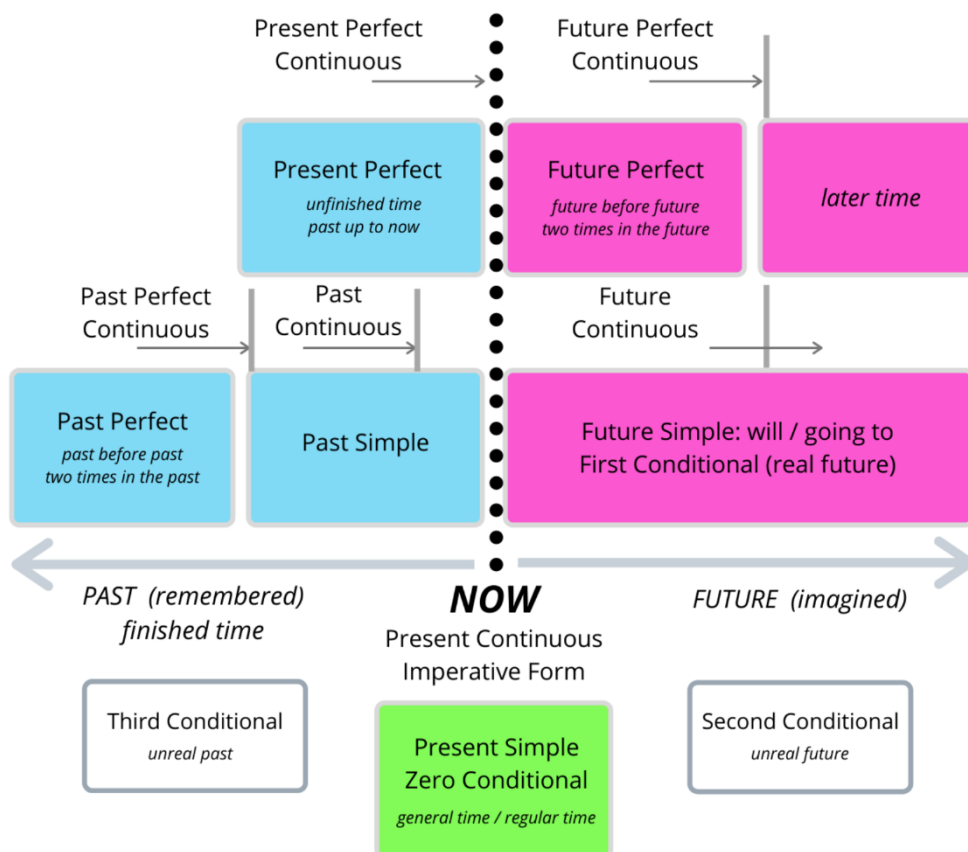 Present Perfect
Continuous
Future Perfect
Continuous
Present Perfect
unfinished time
past up to now
Future Perfect
future before future
two times in the future
later time
Past Perfect
Continuous
Past
Continuous
Future
Continuous
Past Perfect
past before past
two times in the past
Past Simple
Future Simple: will / going to
First Conditional (real future)
PAST (remembered)
finished time
NOW
FUTURE (imagined)
Present Continuous
Imperative Form
Third Conditional
unreal past
Second Conditional
unreal future
Present Simple
Zero Conditional
general time / regular time